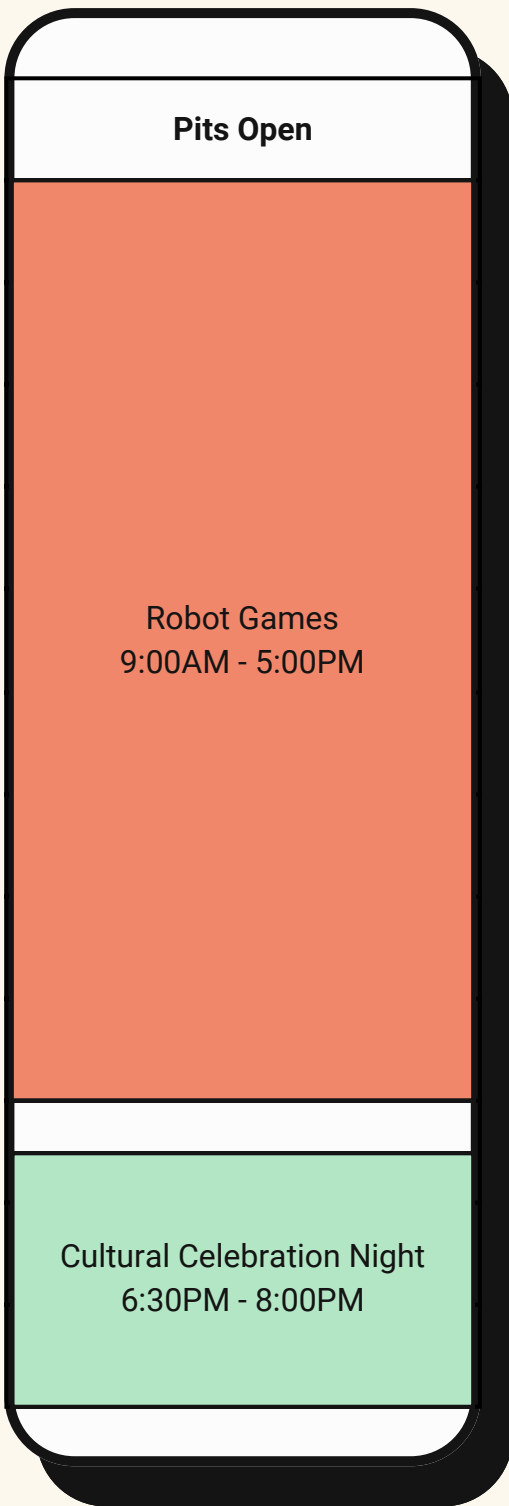 Pits Open
Robot Games
9:00AM - 5:00PM
Cultural Celebration Night
6:30PM - 8:00PM